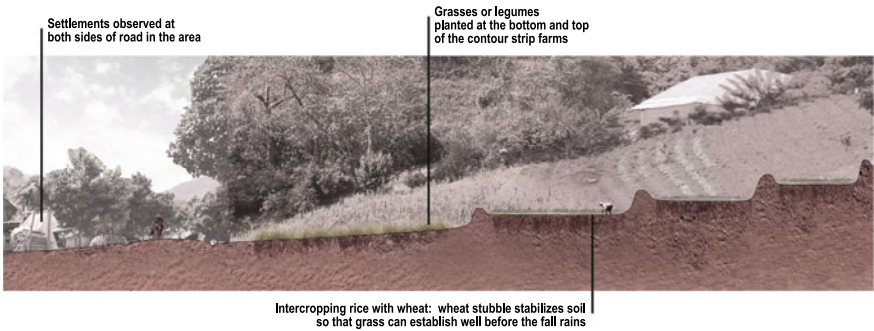 Settlements observed at
both sides of road in the area
Grasses or legumes
planted at the bottom and top
of the contour strip farms
Intercropping rice with wheat:  wheat stubble stabilizes soil
so that grass can establish well before the fall rains